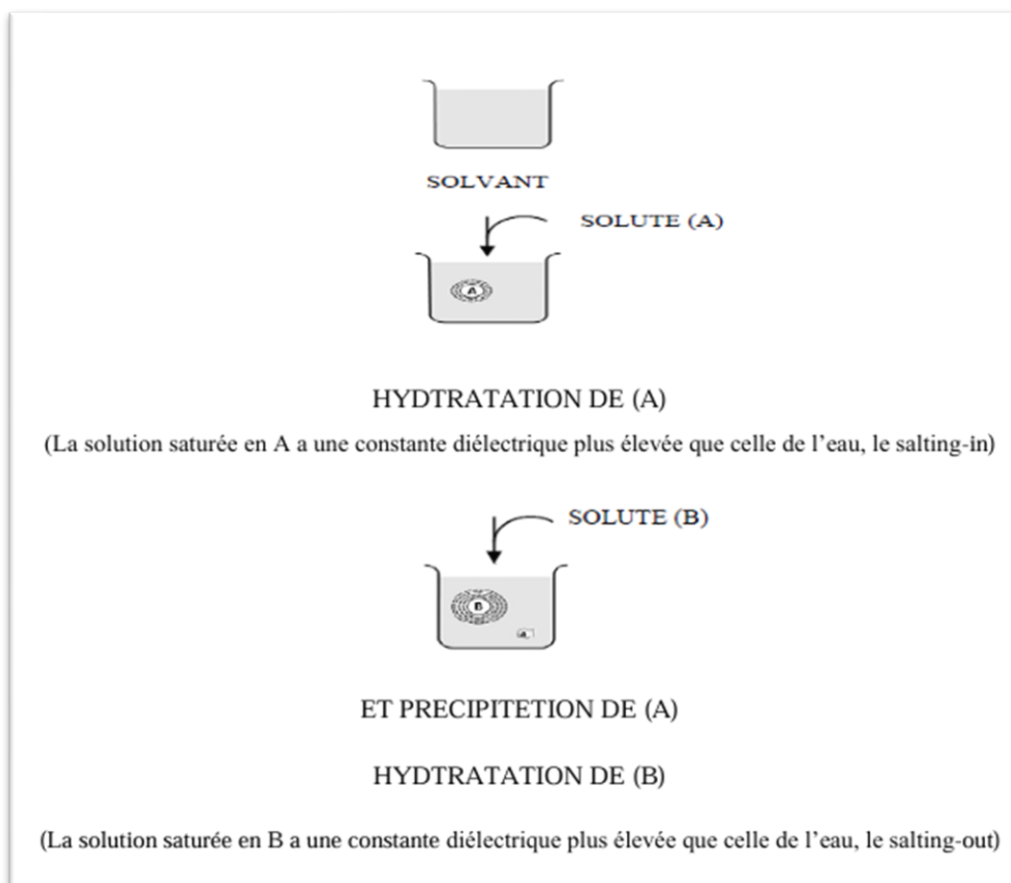 SOLVANT
SOLUTE (A)
A
HYDTRATATION DE (A)
(La solution saturée en A a une constante diélectrique plus élevée que celle de l’eau, le salting-in)
SOLUTE (B)
B
A
ET PRECIPITETION DE (A)
HYDTRATATION DE (B)
(La solution saturée en B a une constante diélectrique plus élevée que celle de l’eau, le salting-out)